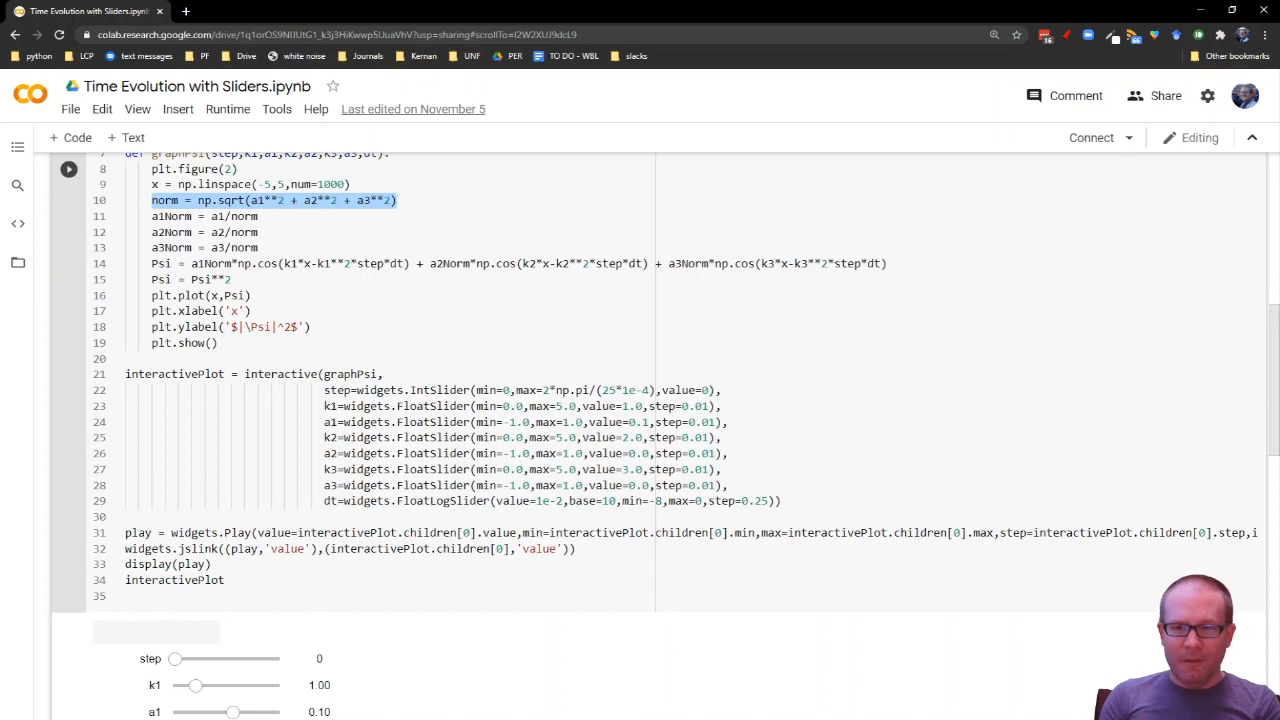 Time Evolution with Sliders.ipynb
colab.research.google.com/drive/1q1orOS9NlJUtG1_k3j3HiKwwp5UuaVhV?usp=sharing#scrollTo=I2W2XUJ9dcL9
16
python LCP text messages PF Drive white noise Journals Kernan UNF PER TO DO - WBL slacks Other bookmarks
Time Evolution with Sliders.ipynb
File Edit View Insert Runtime Tools Help Last edited on November 5
Comment Share
+ Code + Text Connect Editing
7 def graphPsi(step,k1,a1,k2,a2,k3,a3,dt):
8 plt.figure(2)
9 x = np.linspace(-5,5,num=1000)
10 norm = np.sqrt(a1**2 + a2**2 + a3**2)
11 a1Norm = a1/norm
12 a2Norm = a2/norm
13 a3Norm = a3/norm
14 Psi = a1Norm*np.cos(k1*x-k1**2*step*dt) + a2Norm*np.cos(k2*x-k2**2*step*dt) + a3Norm*np.cos(k3*x-k3**2*step*dt)
15 Psi = Psi**2
16 plt.plot(x,Psi)
17 plt.xlabel('x')
18 plt.ylabel('$|\Psi|^2$')
19 plt.show()
20
21 interactivePlot = interactive(graphPsi,
22 step=widgets.IntSlider(min=0,max=2*np.pi/(25*1e-4),value=0),
23 k1=widgets.FloatSlider(min=0.0,max=5.0,value=1.0,step=0.01),
24 a1=widgets.FloatSlider(min=-1.0,max=1.0,value=0.1,step=0.01),
25 k2=widgets.FloatSlider(min=0.0,max=5.0,value=2.0,step=0.01),
26 a2=widgets.FloatSlider(min=-1.0,max=1.0,value=0.0,step=0.01),
27 k3=widgets.FloatSlider(min=0.0,max=5.0,value=3.0,step=0.01),
28 a3=widgets.FloatSlider(min=-1.0,max=1.0,value=0.0,step=0.01),
29 dt=widgets.FloatLogSlider(value=1e-2,base=10,min=-8,max=0,step=0.25))
30
31 play = widgets.Play(value=interactivePlot.children[0].value,min=interactivePlot.children[0].min,max=interactivePlot.children[0].max,step=interactivePlot.children[0].step,i
32 widgets.jslink((play,'value'),(interactivePlot.children[0],'value'))
33 display(play)
34 interactivePlot
35
step 0
k1 1.00
a1 0.10